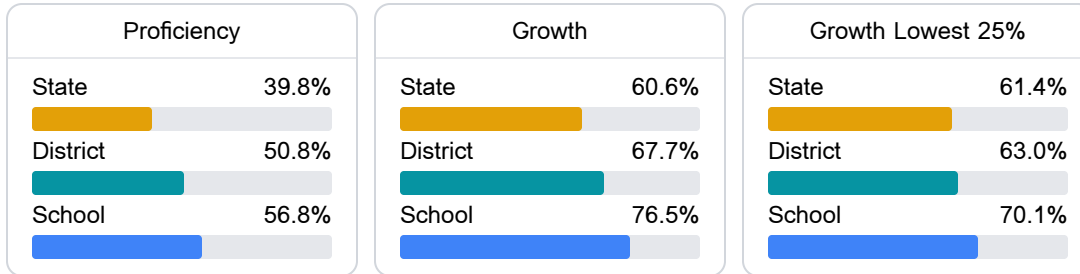 Proficiency
State 39.8%
District 50.8%
School 56.8%
Growth
State 60.6%
District 67.7%
School 76.5%
Growth Lowest 25%
State 61.4%
District 63.0%
School 70.1%